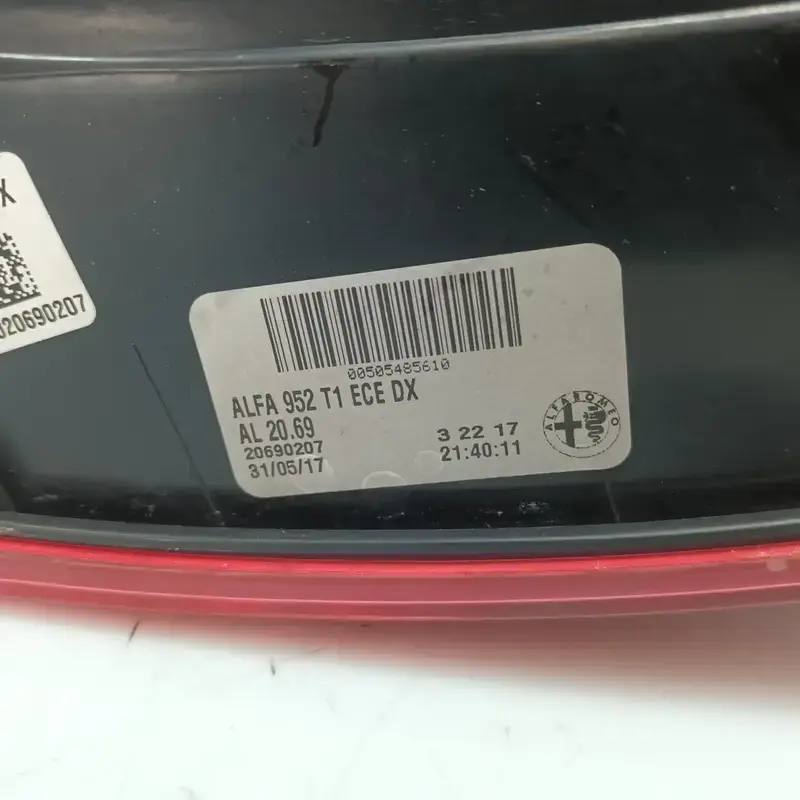 X
020690207
00505485610
ALFA 952 T1 ECE DX
AL 20.69
20690207
31/05/17
3 22 17
21:40:11
ALFA ROMEO